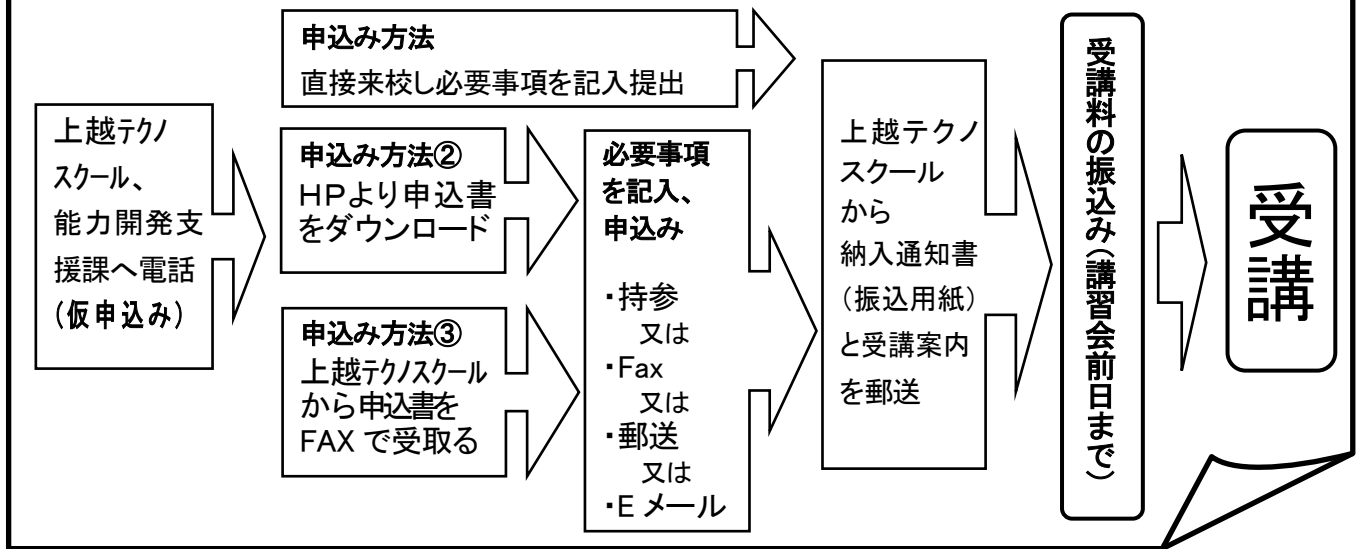 上越テクノ
スクール、
能力開発支
援課へ電話
(仮申込み)
申込み方法
直接来校し必要事項を記入提出
申込み方法②
HPより申込書
をダウンロード
申込み方法③
上越テクノスクール
から申込書を
FAXで受取る
必要事項
を記入、
申込み
・持参
又は
・Fax
又は
・郵送
又は
・Eメール
上越テクノ
スクール
から
納入通知書
(振込用紙)
と受講案内
を郵送
受講料の振込み(講習会前日まで)
受講